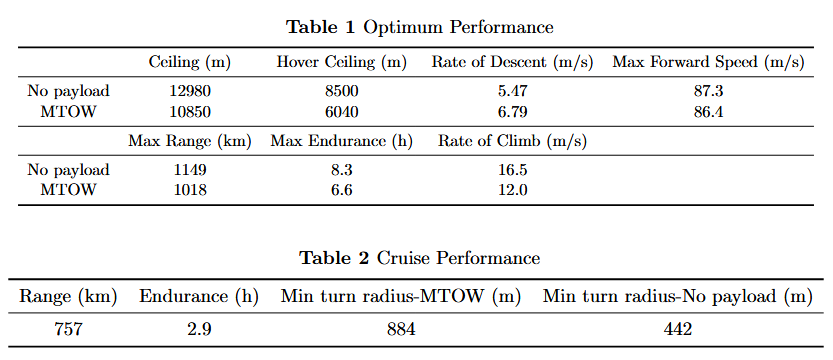 Table 1 Optimum Performance
Ceiling (m) Hover Ceiling (m) Rate of Descent (m/s) Max Forward Speed (m/s)
No payload 12980 8500 5.47 87.3
MTOW 10850 6040 6.79 86.4
Max Range (km) Max Endurance (h) Rate of Climb (m/s)
No payload 1149 8.3 16.5
MTOW 1018 6.6 12.0
Table 2 Cruise Performance
Range (km) Endurance (h) Min turn radius-MTOW (m) Min turn radius-No payload (m)
757 2.9 884 442